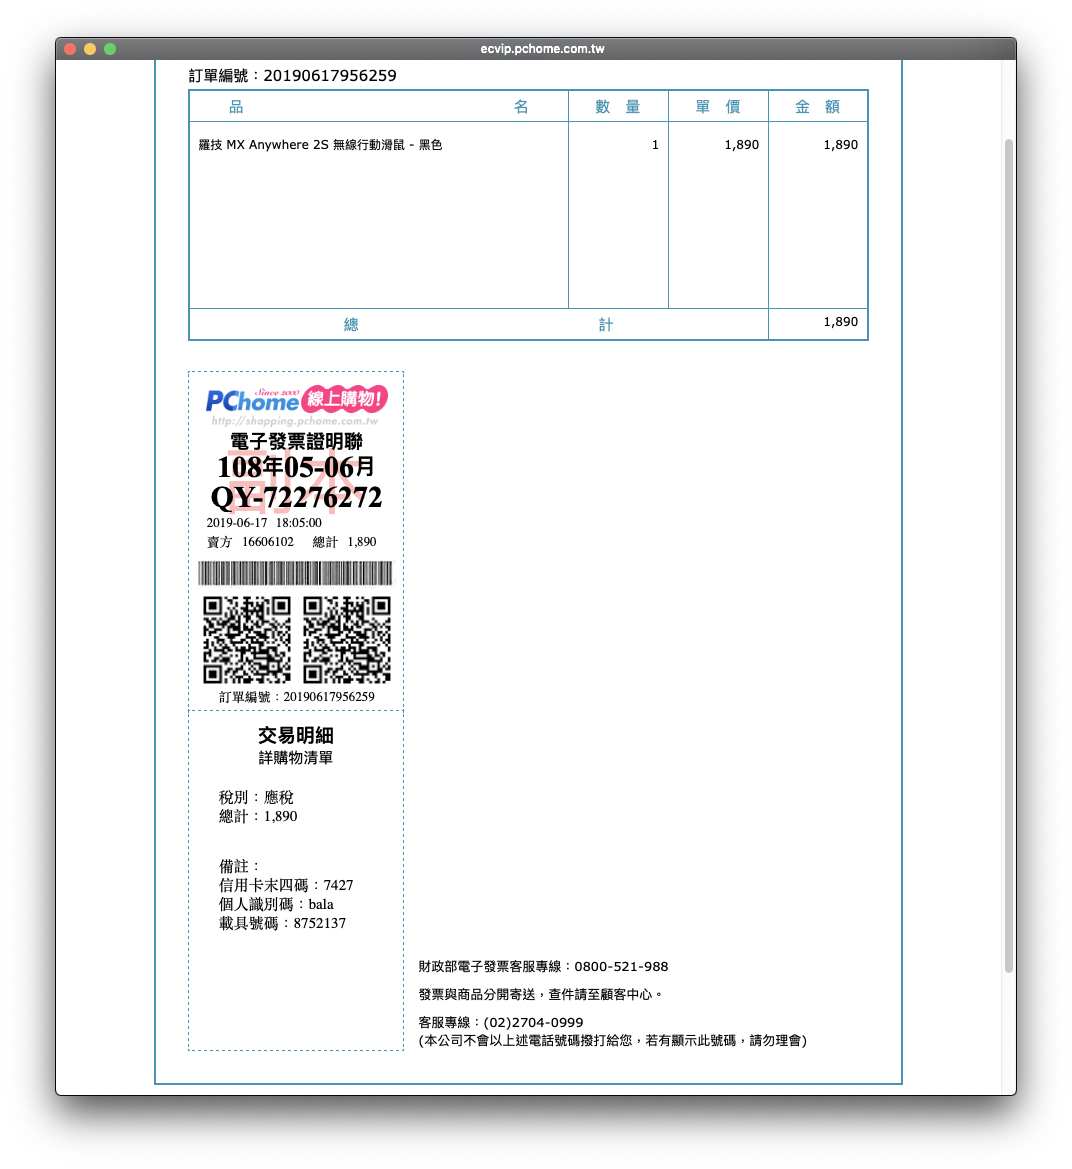 ecvip.pchome.com.tw
訂單編號：20190617956259
品 名 數 量 單 價 金 額
羅技 MX Anywhere 2S 無線行動滑鼠 - 黑色 1 1,890 1,890
總 計 1,890
Since 2000
PChome 線上購物!
http://shopping.pchome.com.tw
電子發票證明聯
副本
108年05-06月
QY-72276272
2019-06-17 18:05:00
賣方 16606102 總計 1,890
訂單編號：20190617956259
交易明細
詳購物清單
稅別：應稅
總計：1,890
備註：
信用卡末四碼：7427
個人識別碼：bala
載具號碼：8752137
財政部電子發票客服專線：0800-521-988
發票與商品分開寄送，查件請至顧客中心。
客服專線：(02)2704-0999
(本公司不會以上述電話號碼撥打給您，若有顯示此號碼，請勿理會)